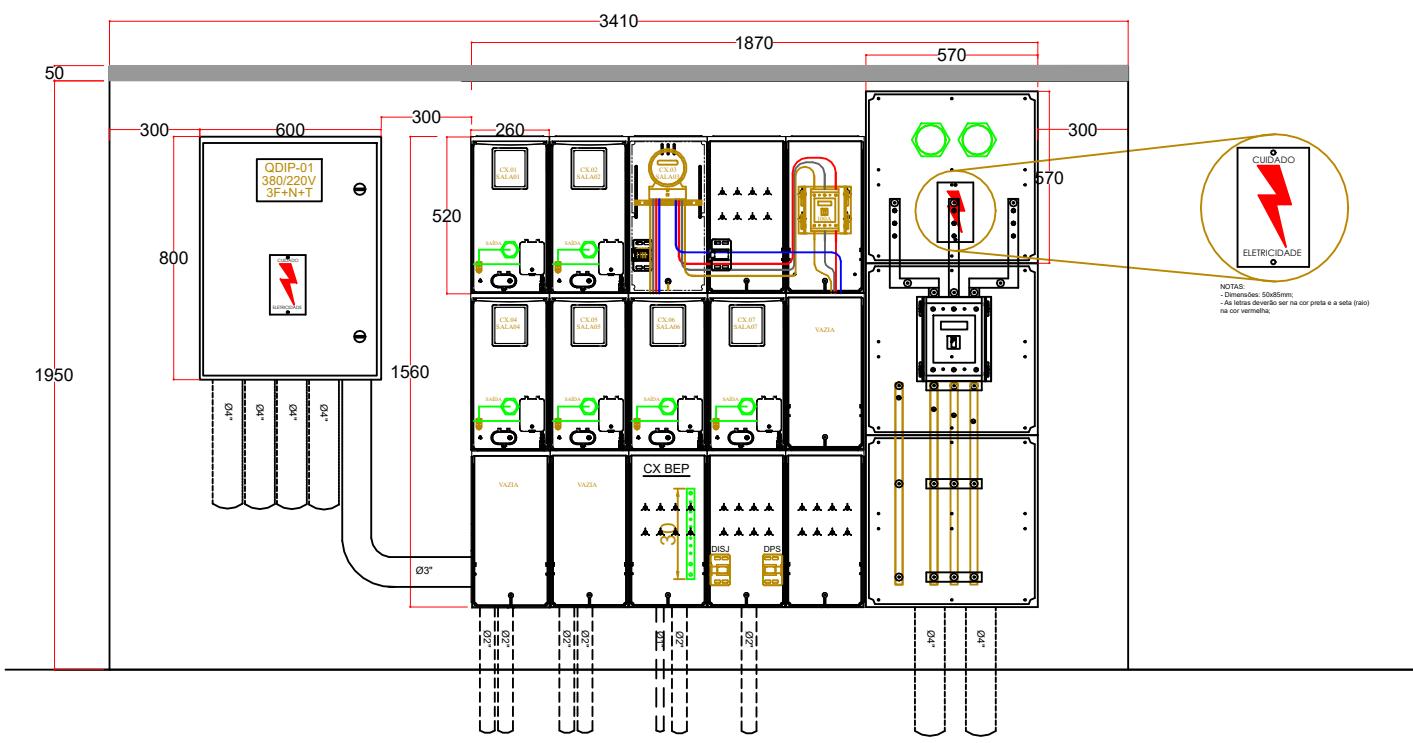 3410
1870
570
50
300
600
300
260
300
QDIP-01
380/220V
3F+N+T
CX.01
SALA01
CX.02
SALA02
CX.03
SALA03
CUIDADO
ELETRICIDADE
570
520
100A
800
CUIDADO
ELETRICIDADE
SAÍDA
SAÍDA
NOTAS:
- Dimensões: 50x85mm;
- As letras deverão ser na cor preta e a seta (raio)
na cor vermelha;
CX.04
SALA04
CX.05
SALA05
CX.06
SALA06
CX.07
SALA07
VAZIA
1950
1560
SAÍDA
SAÍDA
SAÍDA
SAÍDA
Ø4"
Ø4"
Ø4"
Ø4"
CX BEP
VAZIA
VAZIA
30
DISJ
DPS
Ø3"
Ø2"
Ø2"
Ø2"
Ø2"
Ø1"
Ø2"
Ø2"
Ø4"
Ø4"